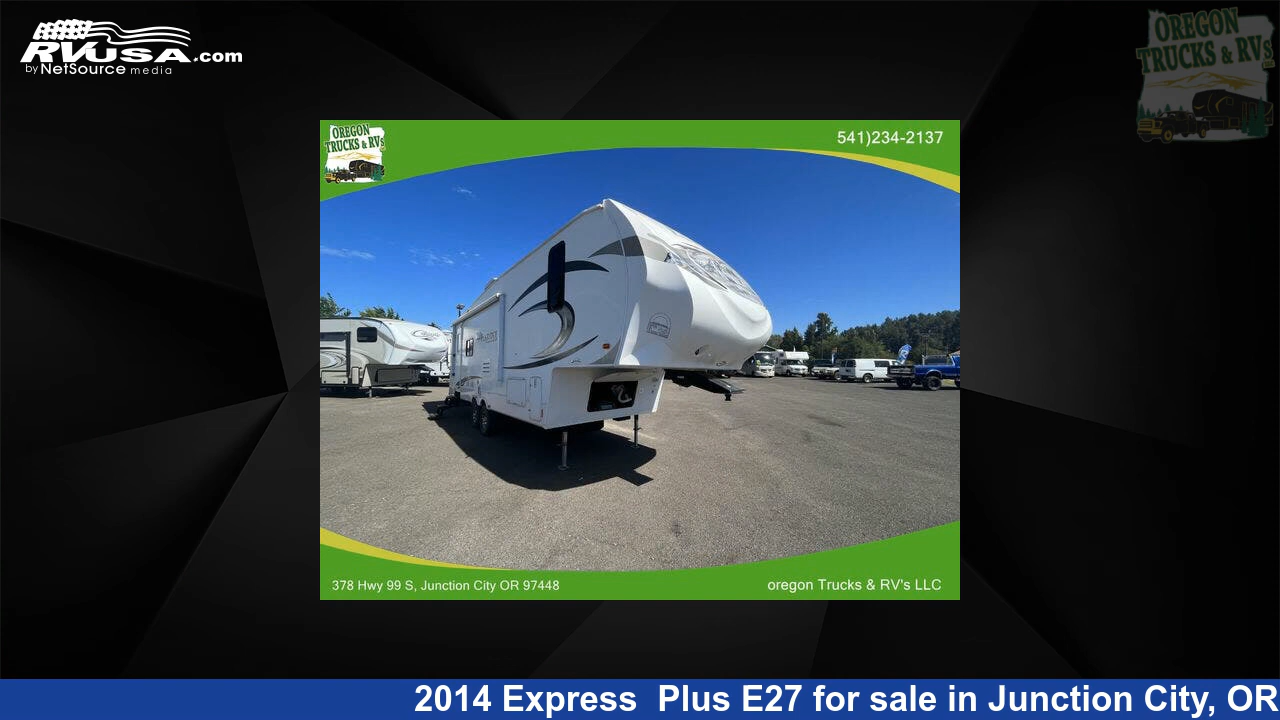 RVUSA.com
by NetSource media
OREGON
TRUCKS & RVs
OREGON
TRUCKS & RVs
541)234-2137
378 Hwy 99 S, Junction City OR 97448
oregon Trucks & RV's LLC
2014 Express  Plus E27 for sale in Junction City, OR